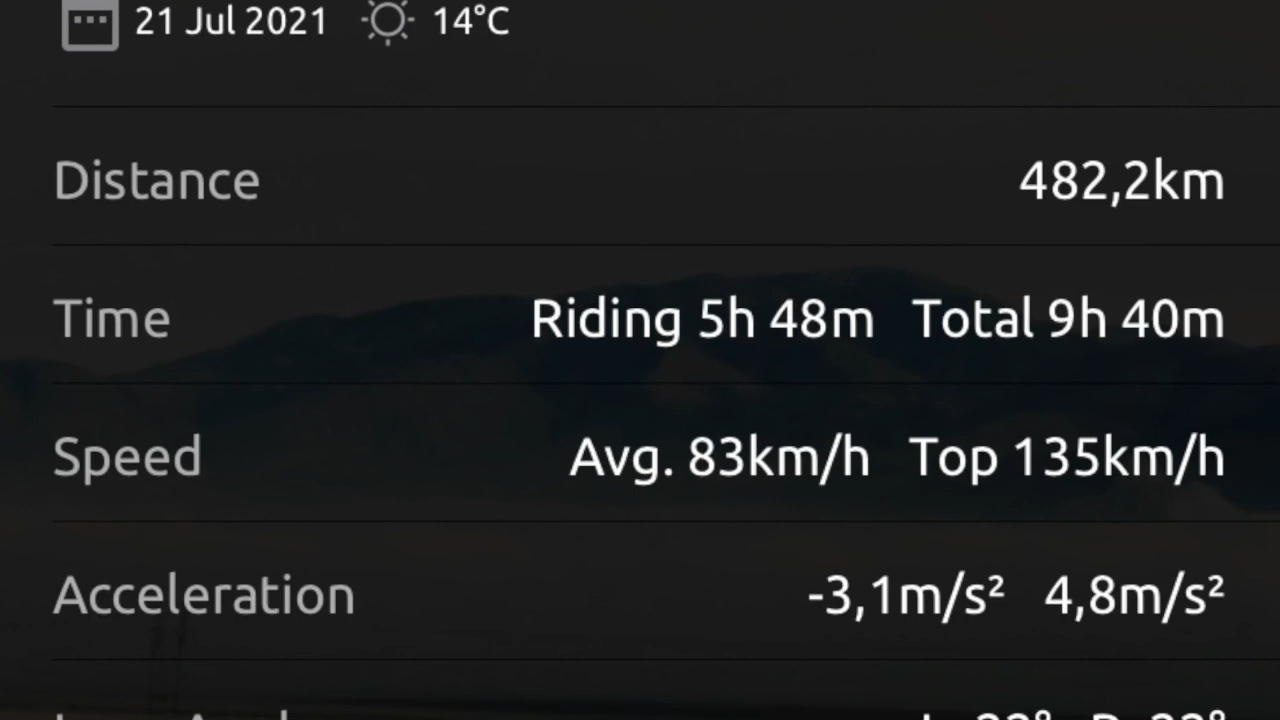 21 Jul 2021 14°C
Distance 482,2km
Time Riding 5h 48m Total 9h 40m
Speed Avg. 83km/h Top 135km/h
Acceleration -3,1m/s² 4,8m/s²